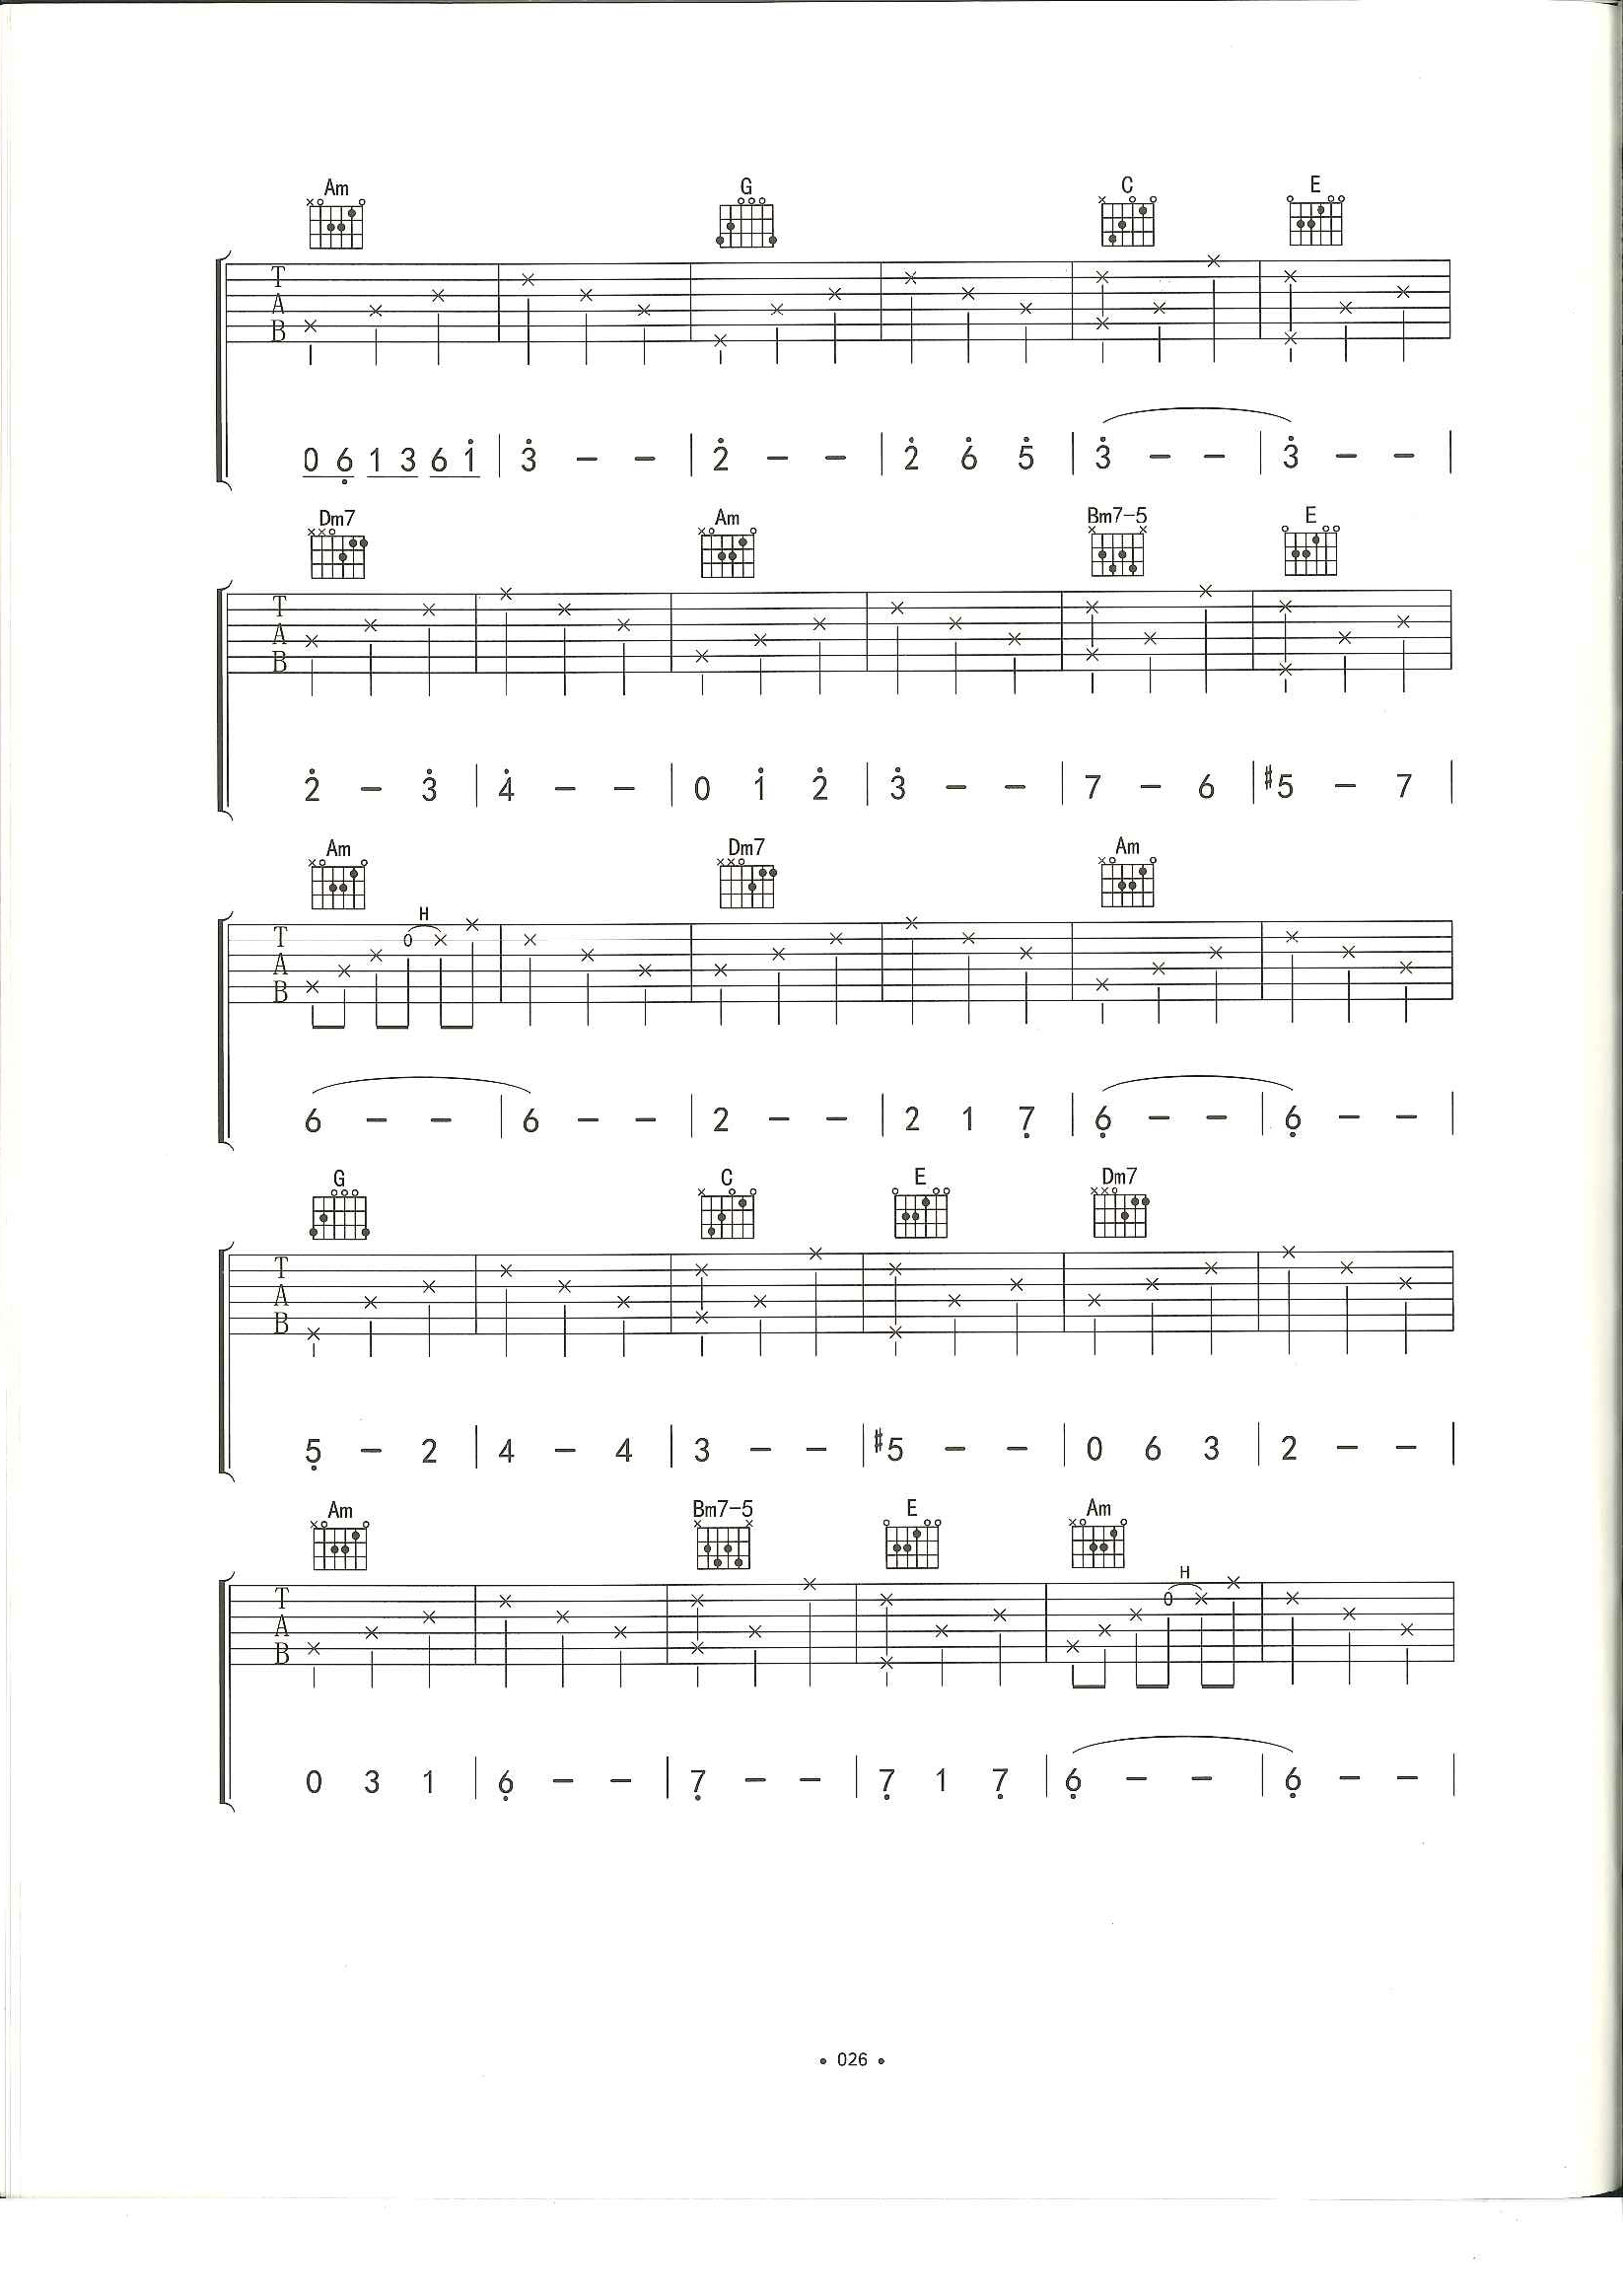 Am G C E
T
A
B
0 6̣ 1 3 6 1̇ | 3̇ - - | 2̇ - - | 2̇ 6̇ 5̇ | 3̇ - - | 3̇ - - |
Dm7 Am Bm7-5 E
T
A
B
2̇ - 3̇ | 4̇ - - | 0 1̇ 2̇ | 3̇ - - | 7 - 6 | #5 - 7 |
Am Dm7 Am
H
T 0
A
B
6 - - | 6 - - | 2 - - | 2 1 7̣ | 6̣ - - | 6̣ - - |
G C E Dm7
T
A
B
5̣ - 2 | 4 - 4 | 3 - - | #5 - - | 0 6 3 | 2 - - |
Am Bm7-5 E Am
H
T 0
A
B
0 3 1 | 6̣ - - | 7̣ - - | 7̣ 1 7̣ | 6̣ - - | 6̣ - - |
• 026 •